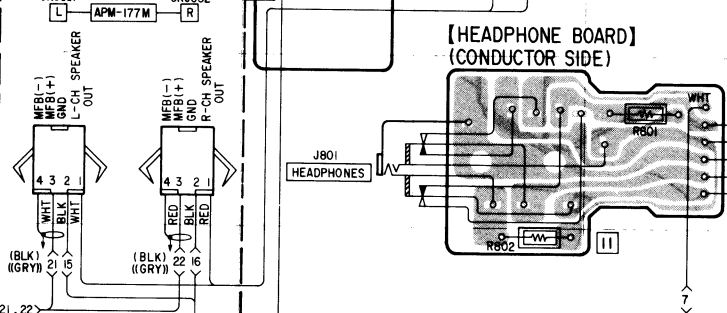 L
APM-177M
R
MFB(-)
MFB(+)
GND
L-CH SPEAKER
OUT
MFB(-)
MFB(+)
GND
R-CH SPEAKER
OUT
4 3 2 1
4 3 2 1
WHT
BLK
WHT
RED
BLK
RED
(BLK)
((GRY))
21 15
(BLK)
((GRY))
22 16
21,22
【HEADPHONE BOARD】
(CONDUCTOR SIDE)
J801
HEADPHONES
WHT
R801
R802
11
7